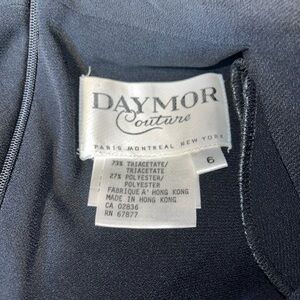 DAYMOR
Couture
PARIS MONTREAL NEW YORK
6
73% TRIACETATE/
TRIACETATE
27% POLYESTER/
POLYESTER
FABRIQUE A' HONG KONG
MADE IN HONG KONG
CA 02836
RN 67877